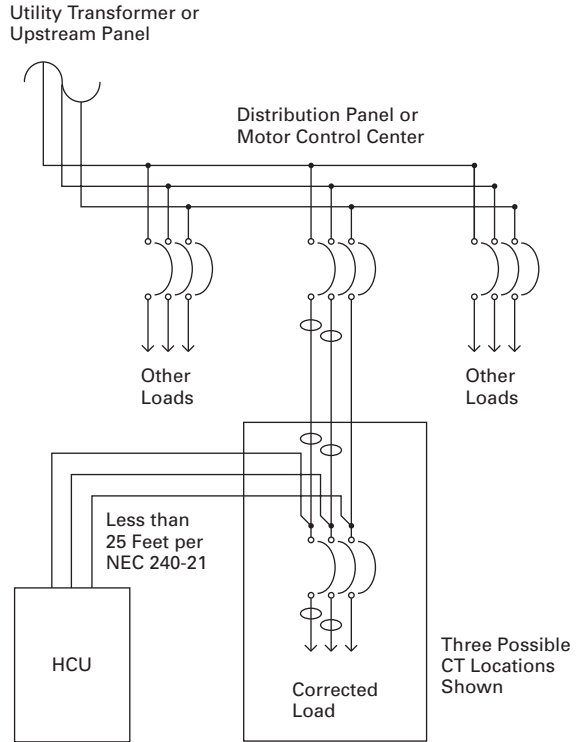 Utility Transformer or
Upstream Panel
Distribution Panel or
Motor Control Center
Other
Loads
Other
Loads
Less than
25 Feet per
NEC 240-21
HCU
Three Possible
CT Locations
Shown
Corrected
Load